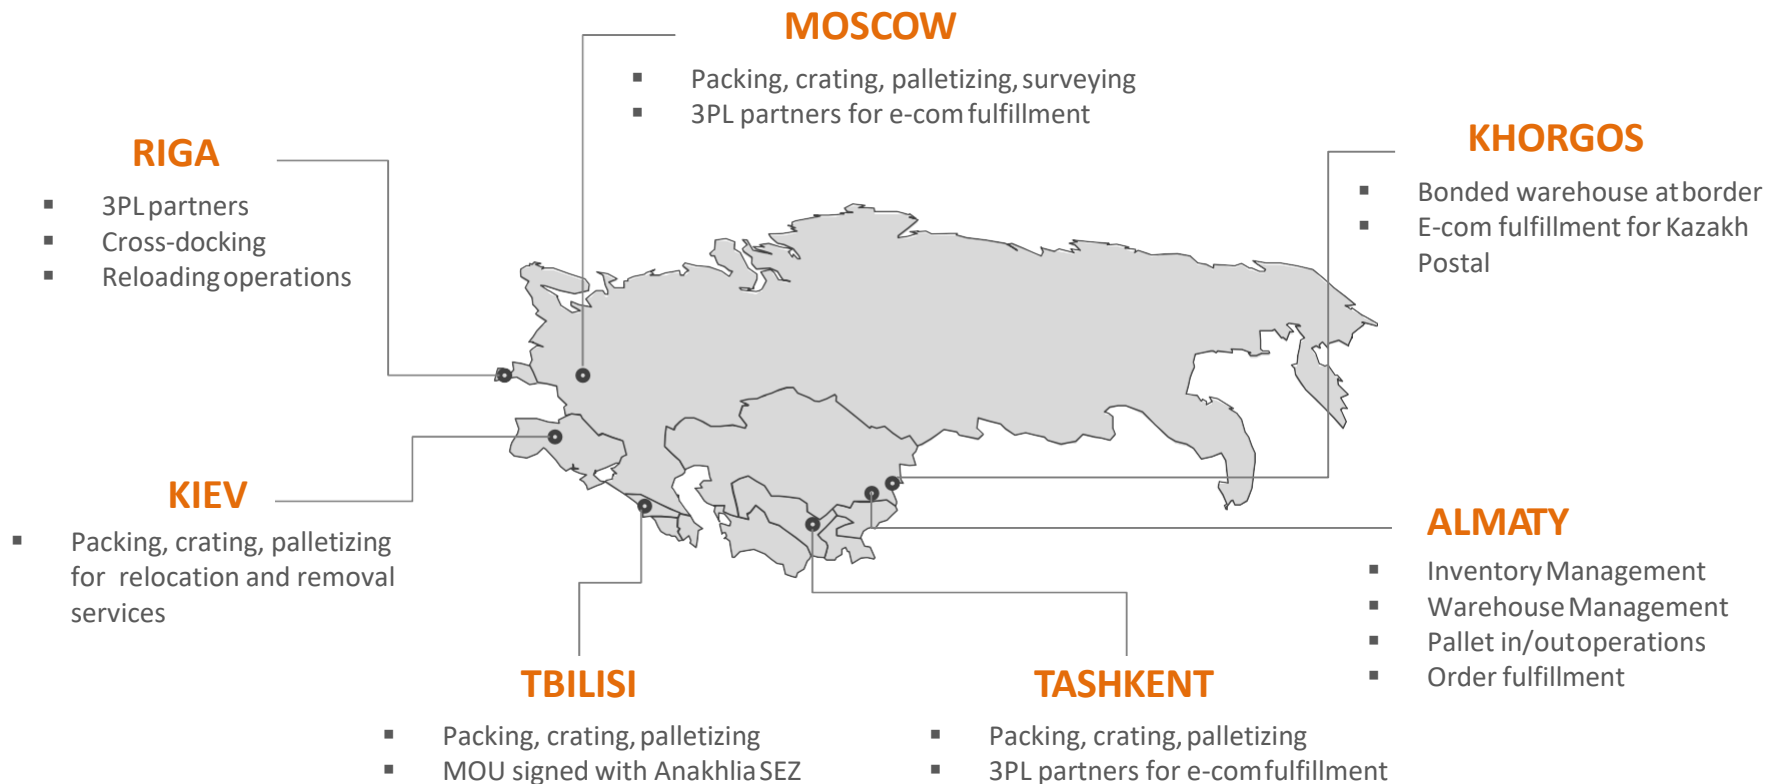 MOSCOW
▪ Packing, crating, palletizing, surveying
▪ 3PL partners for e-com fulfillment
RIGA
▪ 3PL partners
▪ Cross-docking
▪ Reloading operations
KHORGOS
▪ Bonded warehouse at border
▪ E-com fulfillment for Kazakh
Postal
KIEV
▪ Packing, crating, palletizing
for relocation and removal
services
ALMATY
▪ Inventory Management
▪ Warehouse Management
▪ Pallet in/out operations
▪ Order fulfillment
TBILISI
▪ Packing, crating, palletizing
▪ MOU signed with Anakhlia SEZ
TASHKENT
▪ Packing, crating, palletizing
▪ 3PL partners for e-com fulfillment